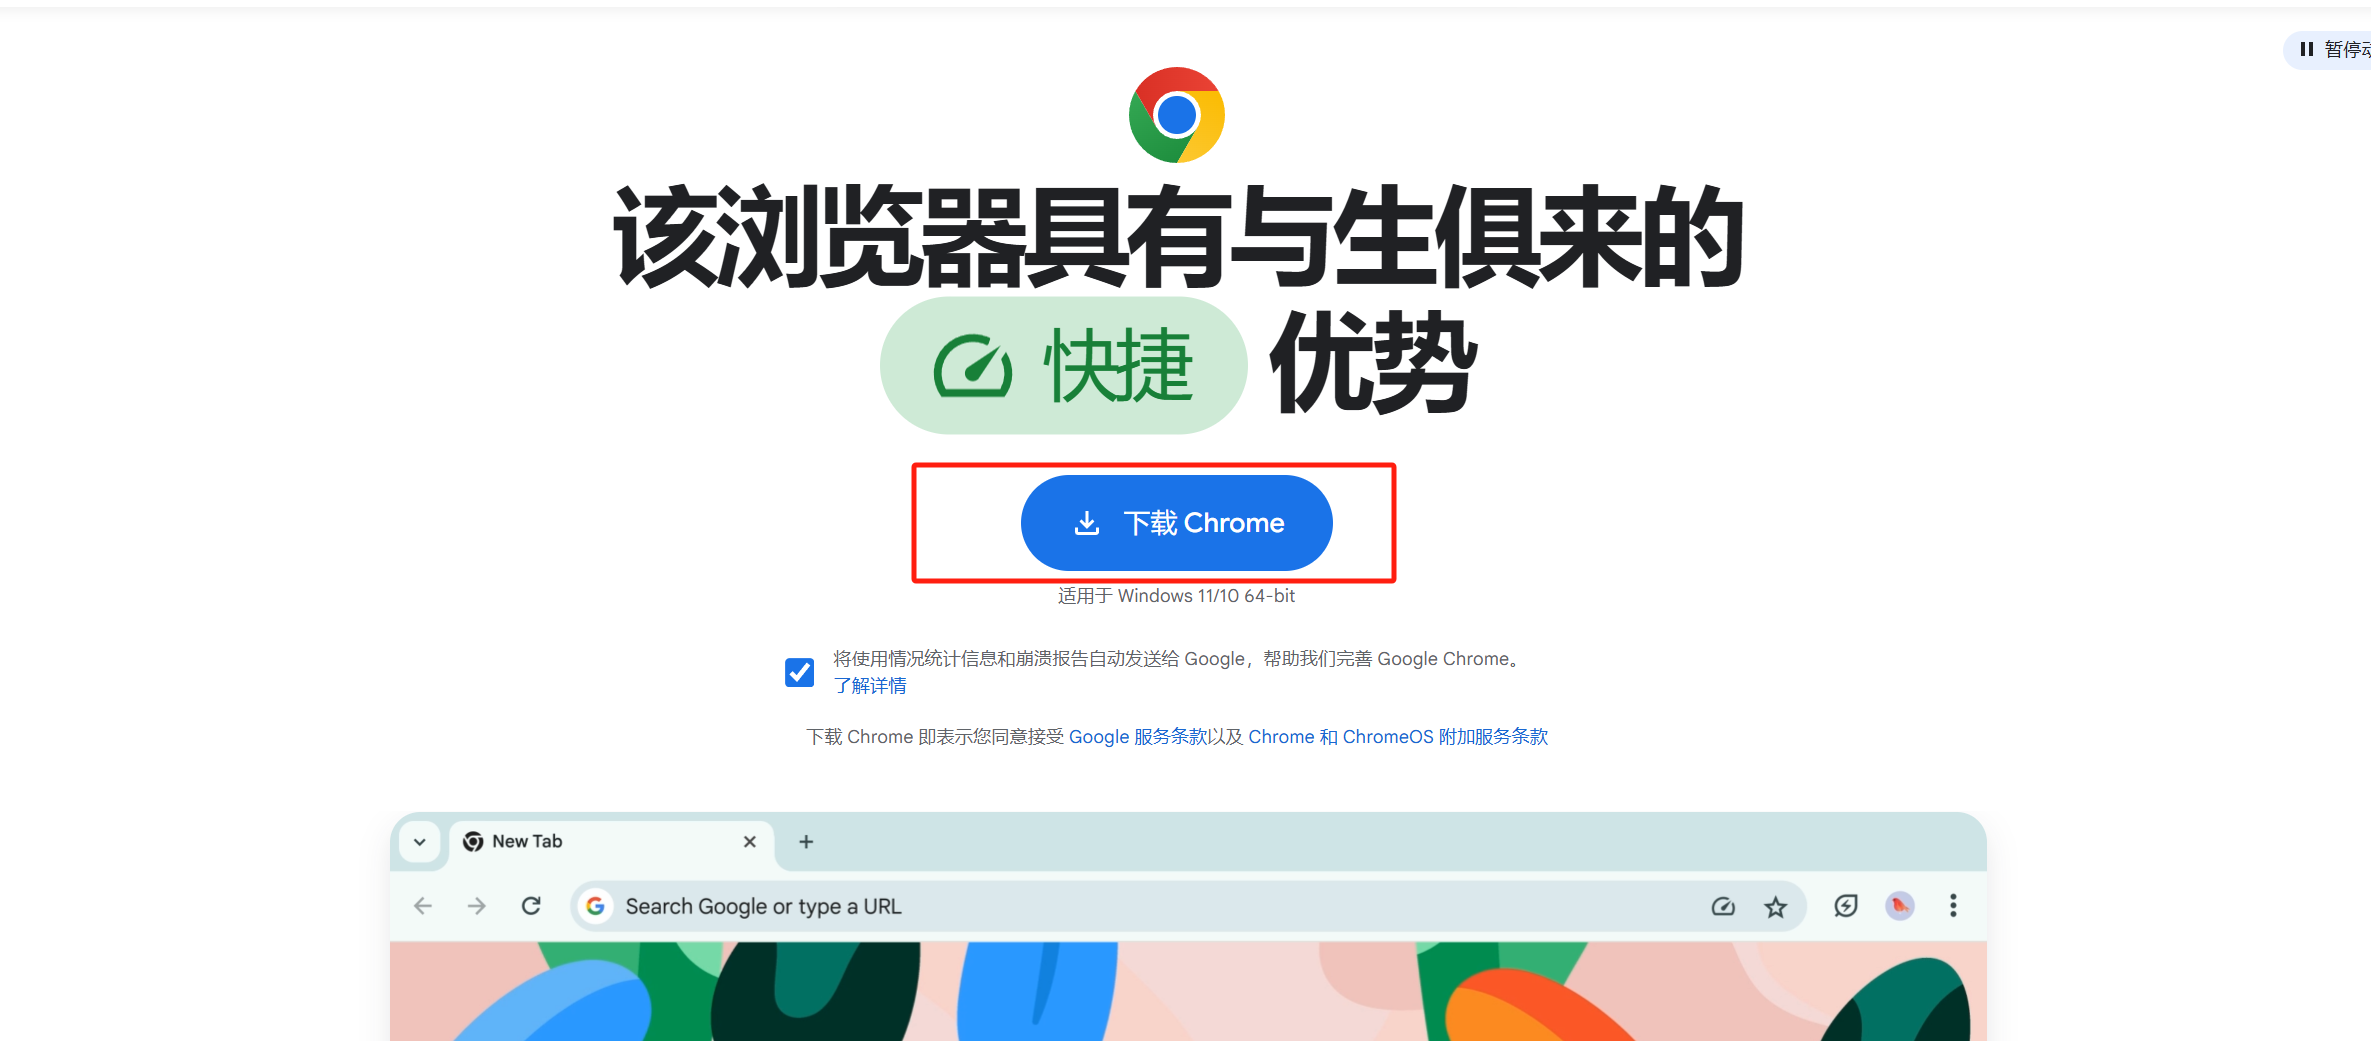 暂停
该浏览器具有与生俱来的
快捷 优势
下载 Chrome
适用于 Windows 11/10 64-bit
将使用情况统计信息和崩溃报告自动发送给 Google，帮助我们完善 Google Chrome。
了解详情
下载 Chrome 即表示您同意接受 Google 服务条款以及 Chrome 和 ChromeOS 附加服务条款
New Tab
Search Google or type a URL